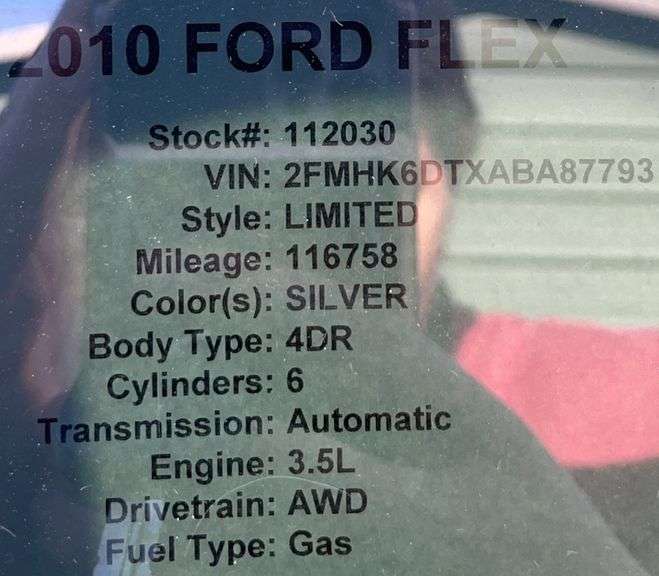 2010 FORD FLEX
Stock#: 112030
VIN: 2FMHK6DTXABA87793
Style: LIMITED
Mileage: 116758
Color(s): SILVER
Body Type: 4DR
Cylinders: 6
Transmission: Automatic
Engine: 3.5L
Drivetrain: AWD
Fuel Type: Gas